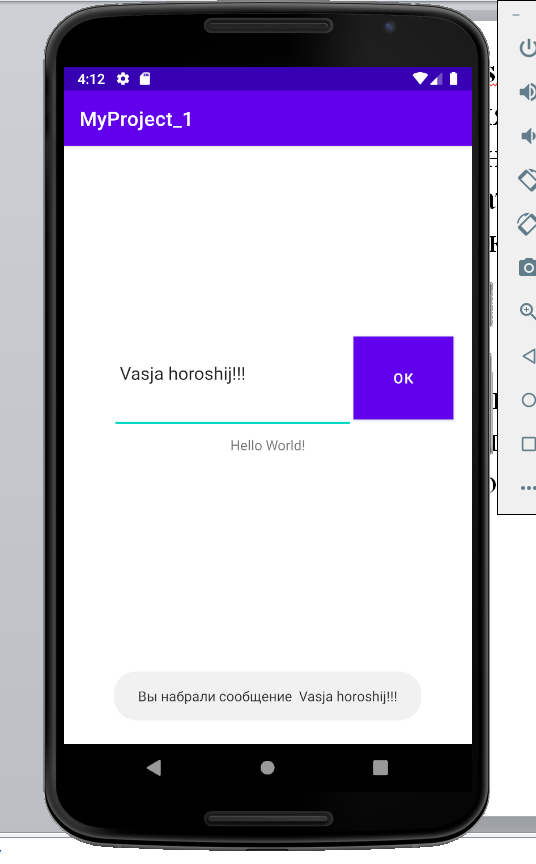 4:12
MyProject_1
Vasja horoshij!!!
OK
Hello World!
Вы набрали сообщение Vasja horoshij!!!